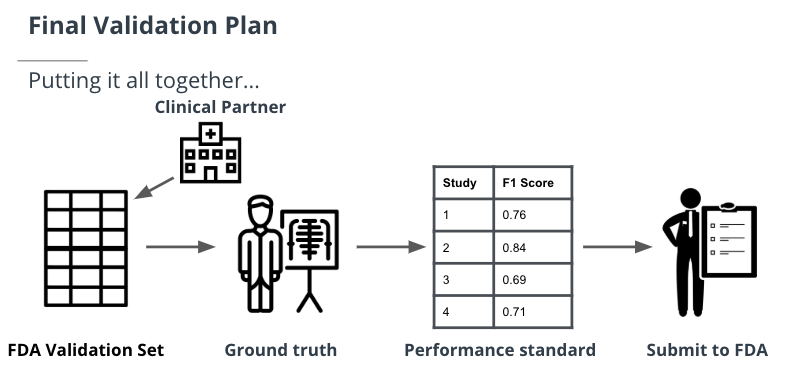 Final Validation Plan
Putting it all together...
Clinical Partner
Study F1 Score
1 0.76
2 0.84
3 0.69
4 0.71
FDA Validation Set
Ground truth
Performance standard
Submit to FDA